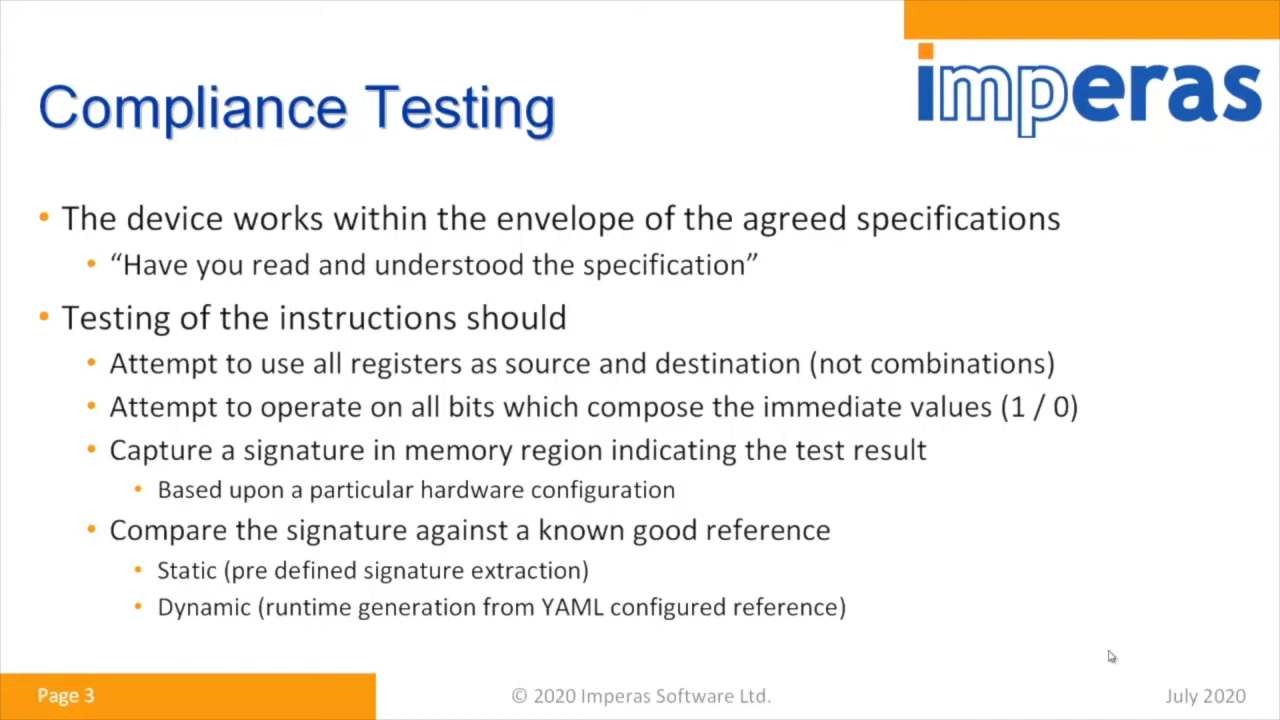 imperas
Compliance Testing
• The device works within the envelope of the agreed specifications
• “Have you read and understood the specification”
• Testing of the instructions should
• Attempt to use all registers as source and destination (not combinations)
• Attempt to operate on all bits which compose the immediate values (1 / 0)
• Capture a signature in memory region indicating the test result
• Based upon a particular hardware configuration
• Compare the signature against a known good reference
• Static (pre defined signature extraction)
• Dynamic (runtime generation from YAML configured reference)
Page 3
© 2020 Imperas Software Ltd.
July 2020